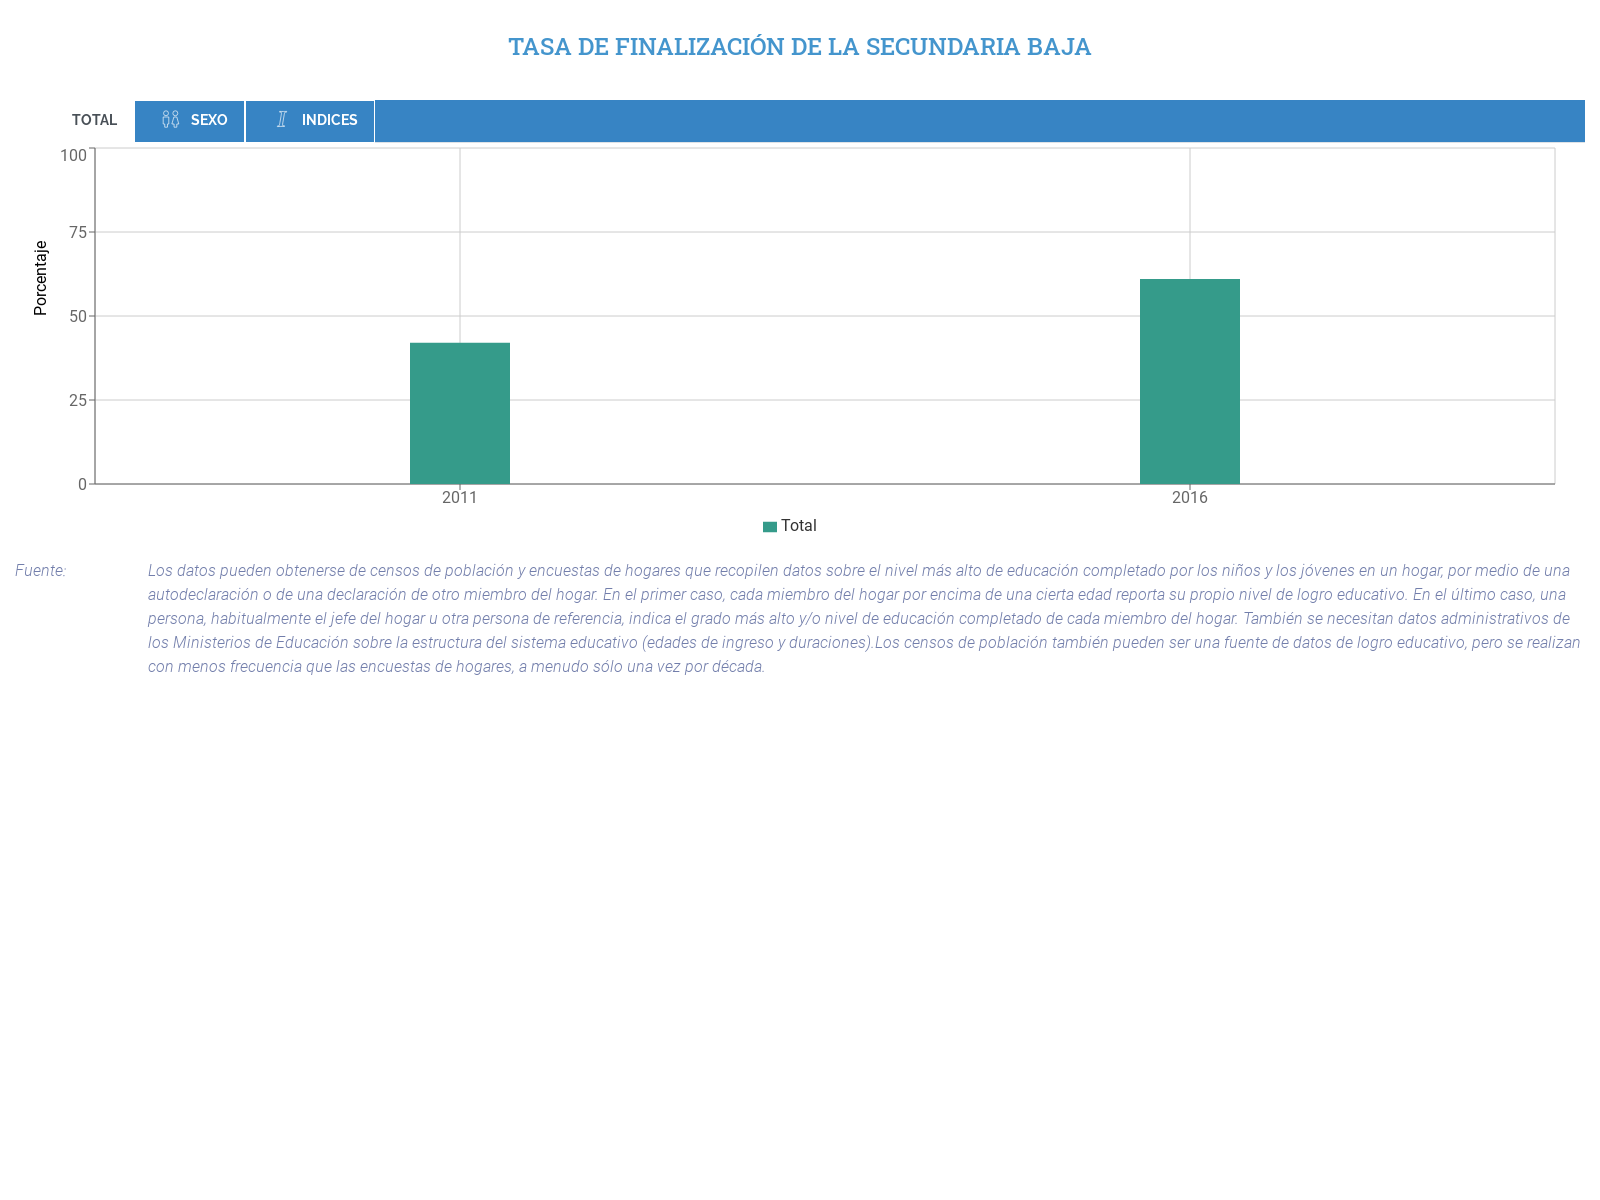 TASA DE FINALIZACIÓN DE LA SECUNDARIA BAJA
TOTAL SEXO INDICES
100
75
50
25
0
Porcentaje
2011 2016
Total
Fuente: Los datos pueden obtenerse de censos de población y encuestas de hogares que recopilen datos sobre el nivel más alto de educación completado por los niños y los jóvenes en un hogar, por medio de una
autodeclaración o de una declaración de otro miembro del hogar. En el primer caso, cada miembro del hogar por encima de una cierta edad reporta su propio nivel de logro educativo. En el último caso, una
persona, habitualmente el jefe del hogar u otra persona de referencia, indica el grado más alto y/o nivel de educación completado de cada miembro del hogar. También se necesitan datos administrativos de
los Ministerios de Educación sobre la estructura del sistema educativo (edades de ingreso y duraciones).Los censos de población también pueden ser una fuente de datos de logro educativo, pero se realizan
con menos frecuencia que las encuestas de hogares, a menudo sólo una vez por década.